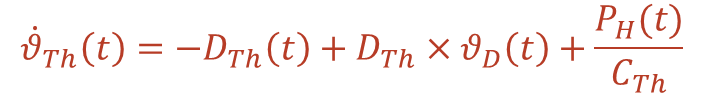 ϑ̇_Th(t) = −D_Th(t) + D_Th × ϑ_D(t) + P_H(t) / C_Th